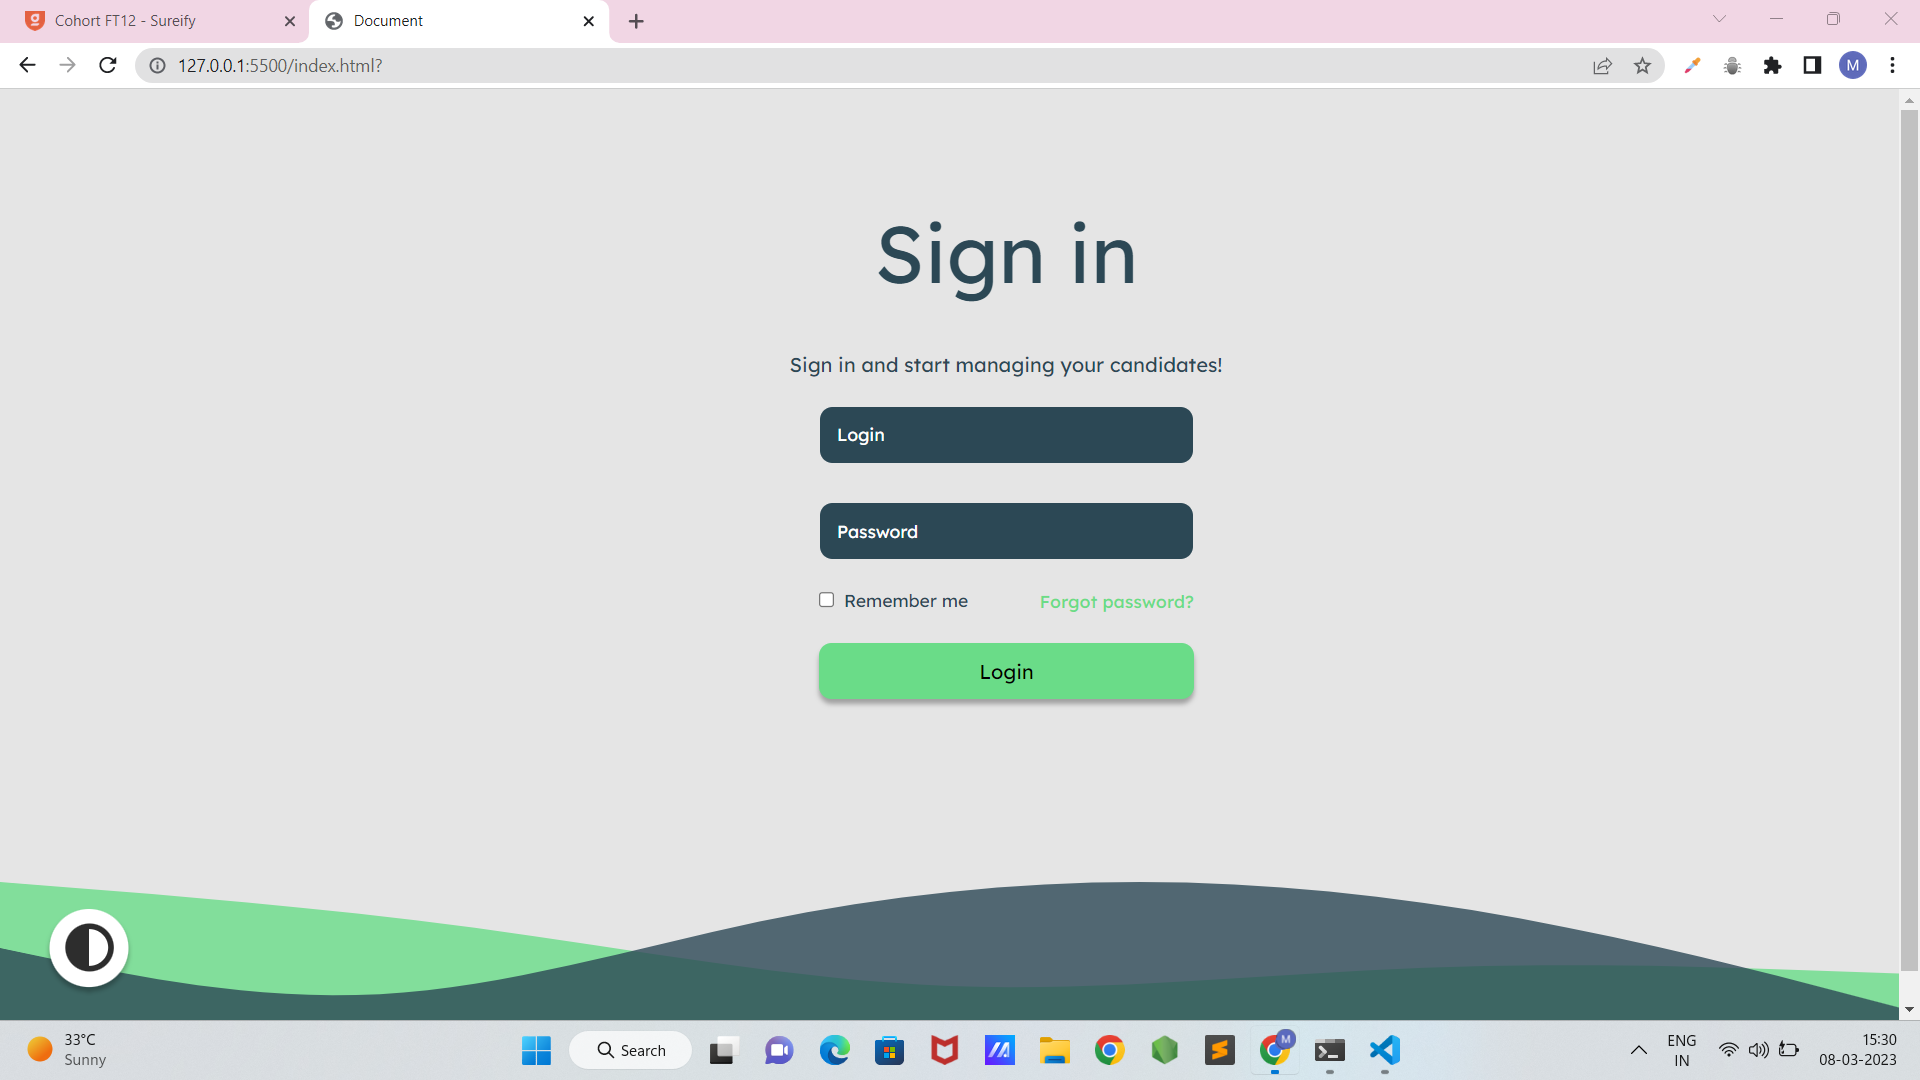 Cohort FT12 - Sureify
Document
127.0.0.1:5500/index.html?
M
Sign in
Sign in and start managing your candidates!
Login
Password
Remember me
Forgot password?
Login
33°C
Sunny
Search
M
ENG
IN
15:30
08-03-2023